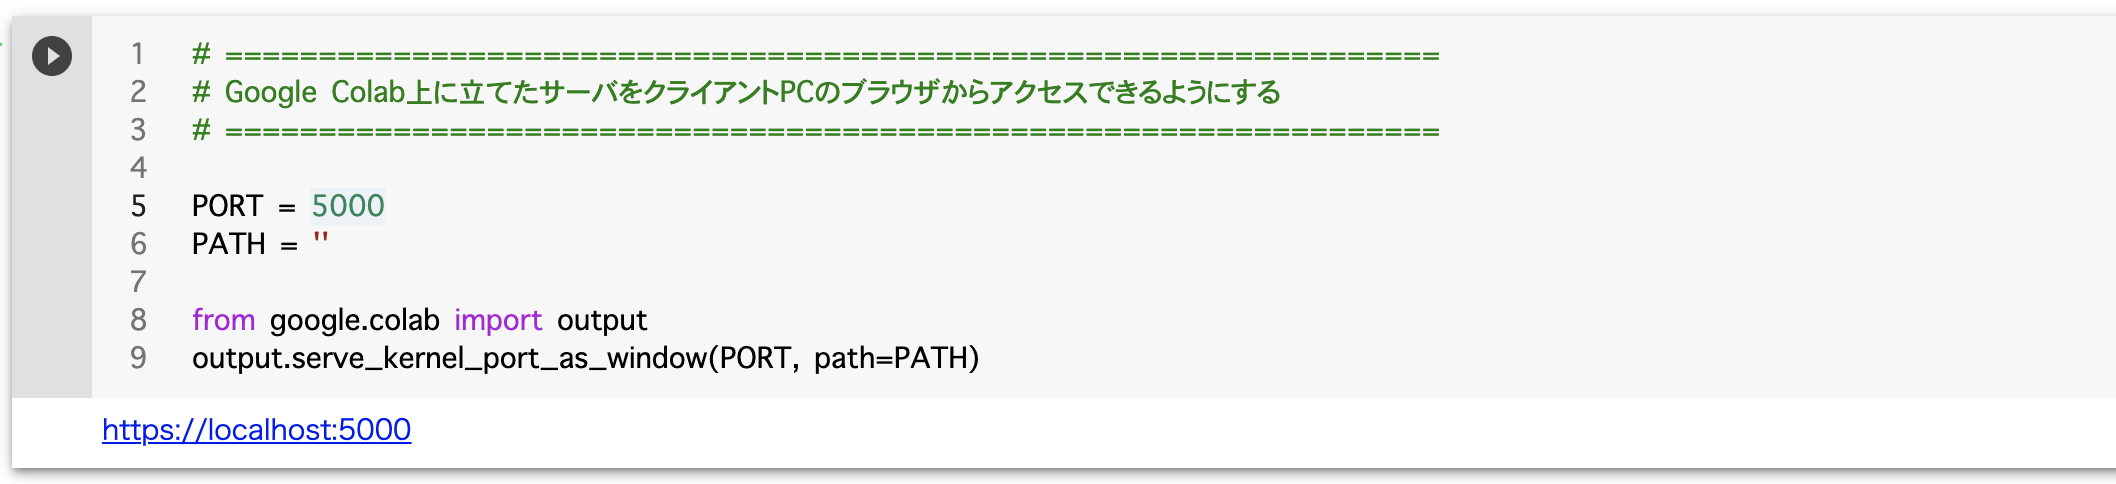 1 # =================================================================
2 # Google Colab上に立てたサーバをクライアントPCのブラウザからアクセスできるようにする
3 # =================================================================
4
5 PORT = 5000
6 PATH = ''
7
8 from google.colab import output
9 output.serve_kernel_port_as_window(PORT, path=PATH)
https://localhost:5000